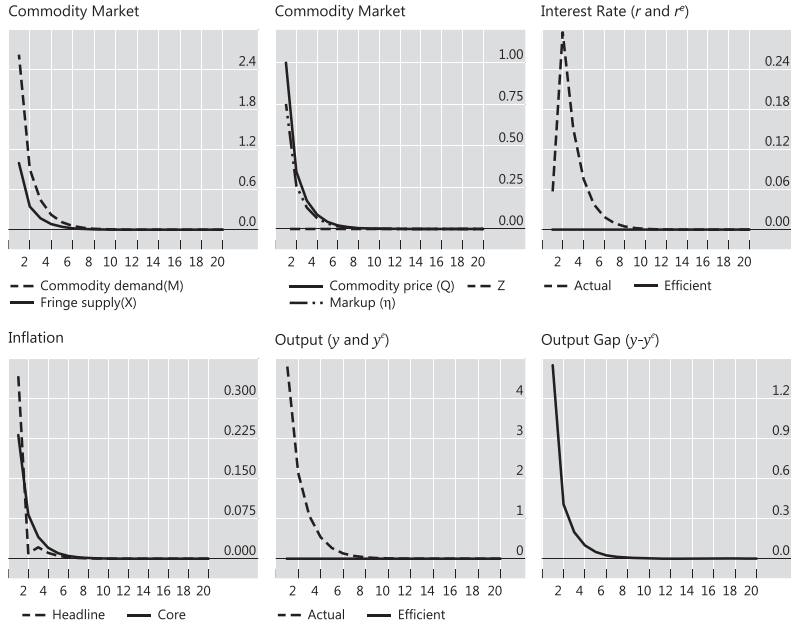 Commodity Market
2.4
1.8
1.2
0.6
0.0
2 4 6 8 10 12 14 16 18 20
Commodity demand(M)
Fringe supply(X)
Commodity Market
1.00
0.75
0.50
0.25
0.00
2 4 6 8 10 12 14 16 18 20
Commodity price (Q) Z
Markup (η)
Interest Rate (r and rᵉ)
0.24
0.18
0.12
0.06
0.00
2 4 6 8 10 12 14 16 18 20
Actual Efficient
Inflation
0.300
0.225
0.150
0.075
0.000
2 4 6 8 10 12 14 16 18 20
Headline Core
Output (y and yᵉ)
4
3
2
1
0
2 4 6 8 10 12 14 16 18 20
Actual Efficient
Output Gap (y-yᵉ)
1.2
0.9
0.6
0.3
0.0
2 4 6 8 10 12 14 16 18 20